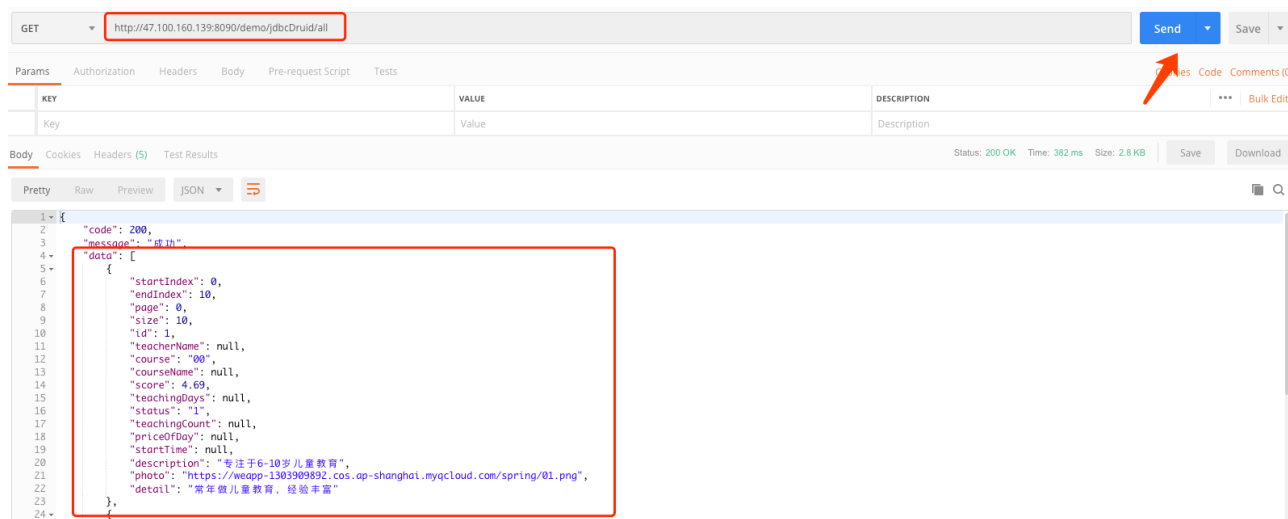 GET http://47.100.160.139:8090/demo/jdbcDruid/all Send Save
Params Authorization Headers Body Pre-request Script Tests Code Comments (0
KEY VALUE DESCRIPTION ••• Bulk Edit
Key Value Description
Body Cookies Headers (5) Test Results Status: 200 OK Time: 382 ms Size: 2.8 KB Save Download
Pretty Raw Preview JSON
1 {
2 "code": 200,
3 "message": "成功",
4 "data": [
5 {
6 "startIndex": 0,
7 "endIndex": 10,
8 "page": 0,
9 "size": 10,
10 "id": 1,
11 "teacherName": null,
12 "course": "00",
13 "courseName": null,
14 "score": 4.69,
15 "teachingDays": null,
16 "status": "1",
17 "teachingCount": null,
18 "priceOfDay": null,
19 "startTime": null,
20 "description": "专注于6-10岁儿童教育",
21 "photo": "https://weapp-1303909892.cos.ap-shanghai.myqcloud.com/spring/01.png",
22 "detail": "常年做儿童教育，经验丰富"
23 },
24 {